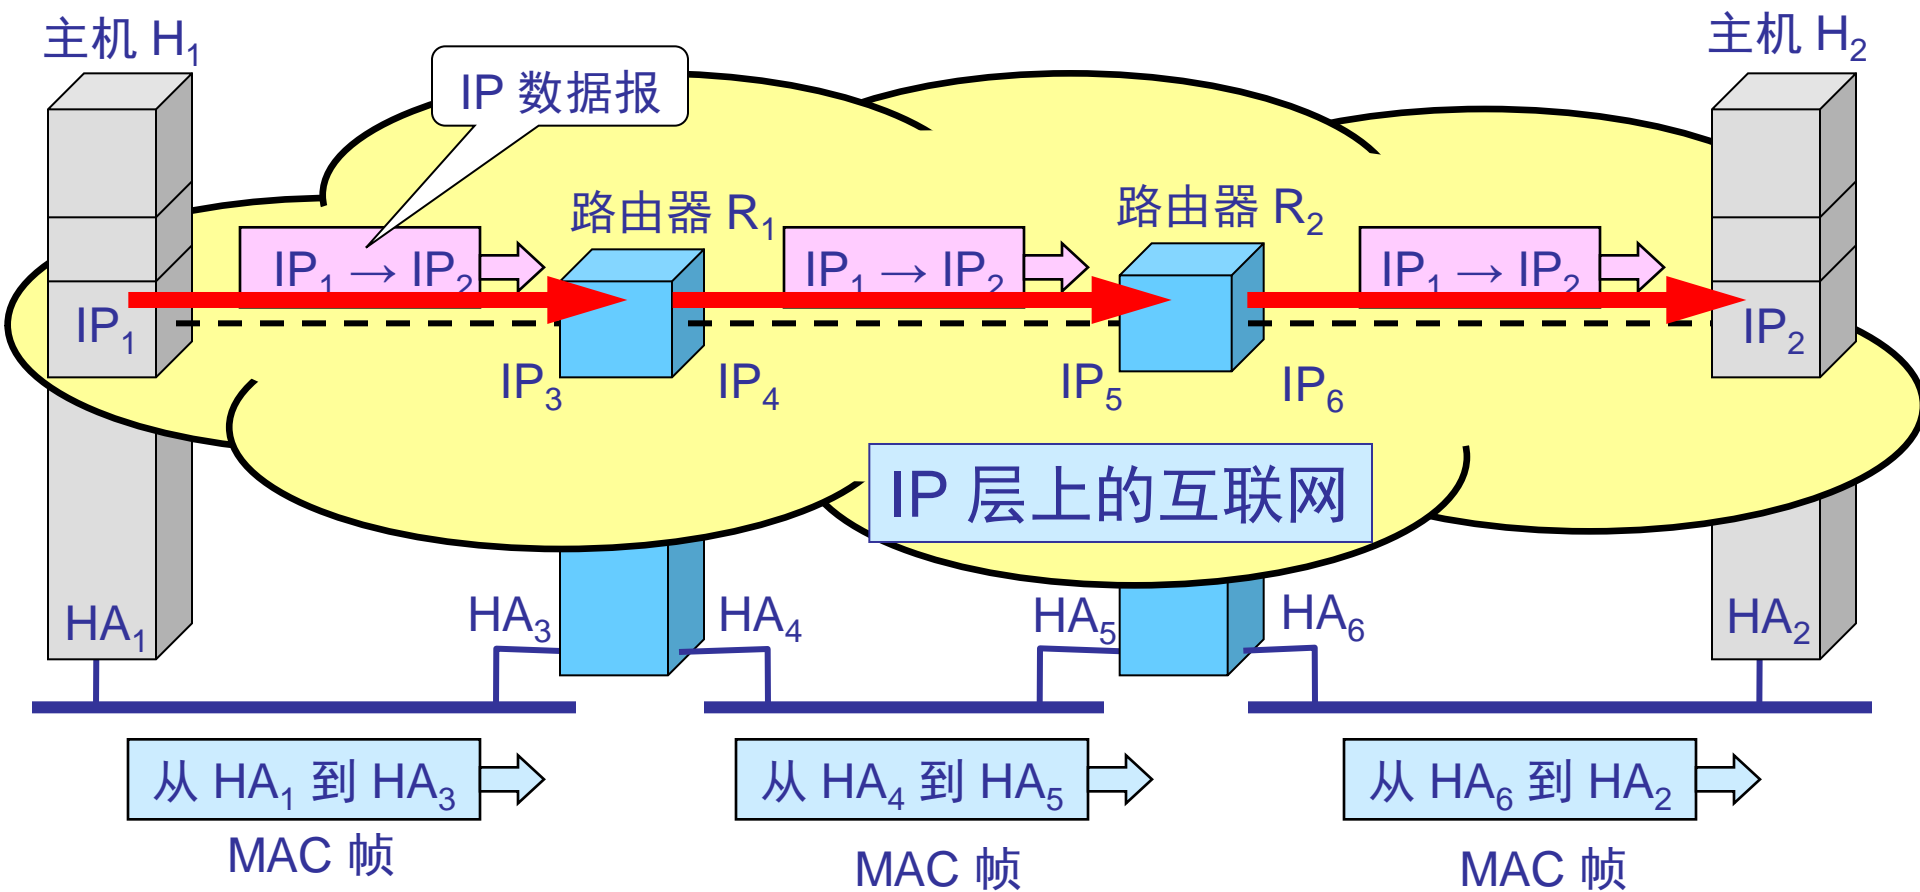 主机 H₁
主机 H₂
IP 数据报
路由器 R₁
路由器 R₂
IP₁ → IP₂
IP₁ → IP₂
IP₁ → IP₂
IP₁
IP₂
IP₃
IP₄
IP₅
IP₆
IP 层上的互联网
HA₁
HA₃
HA₄
HA₅
HA₆
HA₂
从 HA₁ 到 HA₃
从 HA₄ 到 HA₅
从 HA₆ 到 HA₂
MAC 帧
MAC 帧
MAC 帧